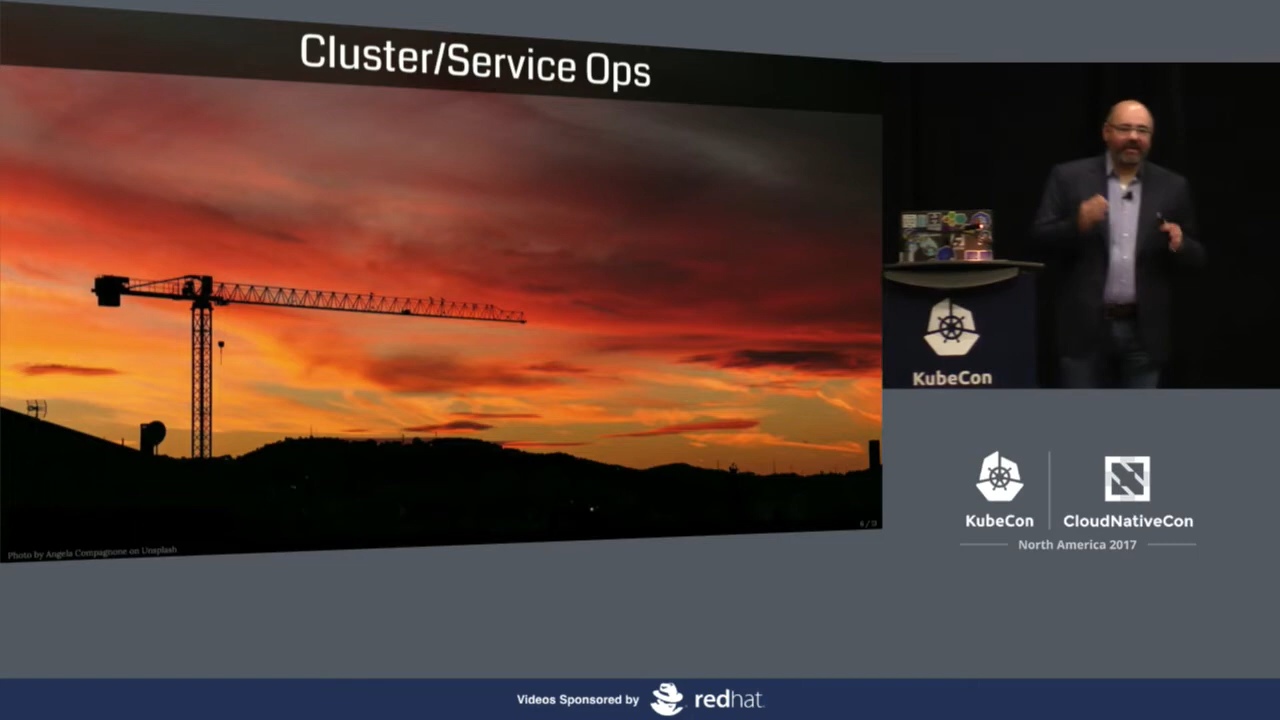 Cluster/Service Ops
Photo by Angela Compagnone on Unsplash
KubeCon
KubeCon
CloudNativeCon
North America 2017
Videos Sponsored by
redhat